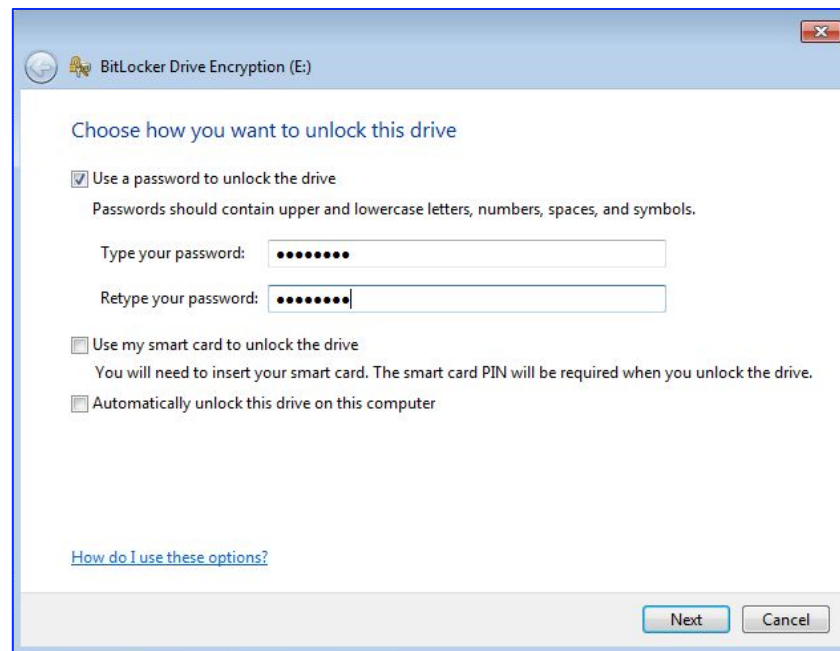 BitLocker Drive Encryption (E:)
Choose how you want to unlock this drive
Use a password to unlock the drive
Passwords should contain upper and lowercase letters, numbers, spaces, and symbols.
Type your password: ●●●●●●●●
Retype your password: ●●●●●●●●
Use my smart card to unlock the drive
You will need to insert your smart card. The smart card PIN will be required when you unlock the drive.
Automatically unlock this drive on this computer
How do I use these options?
Next Cancel